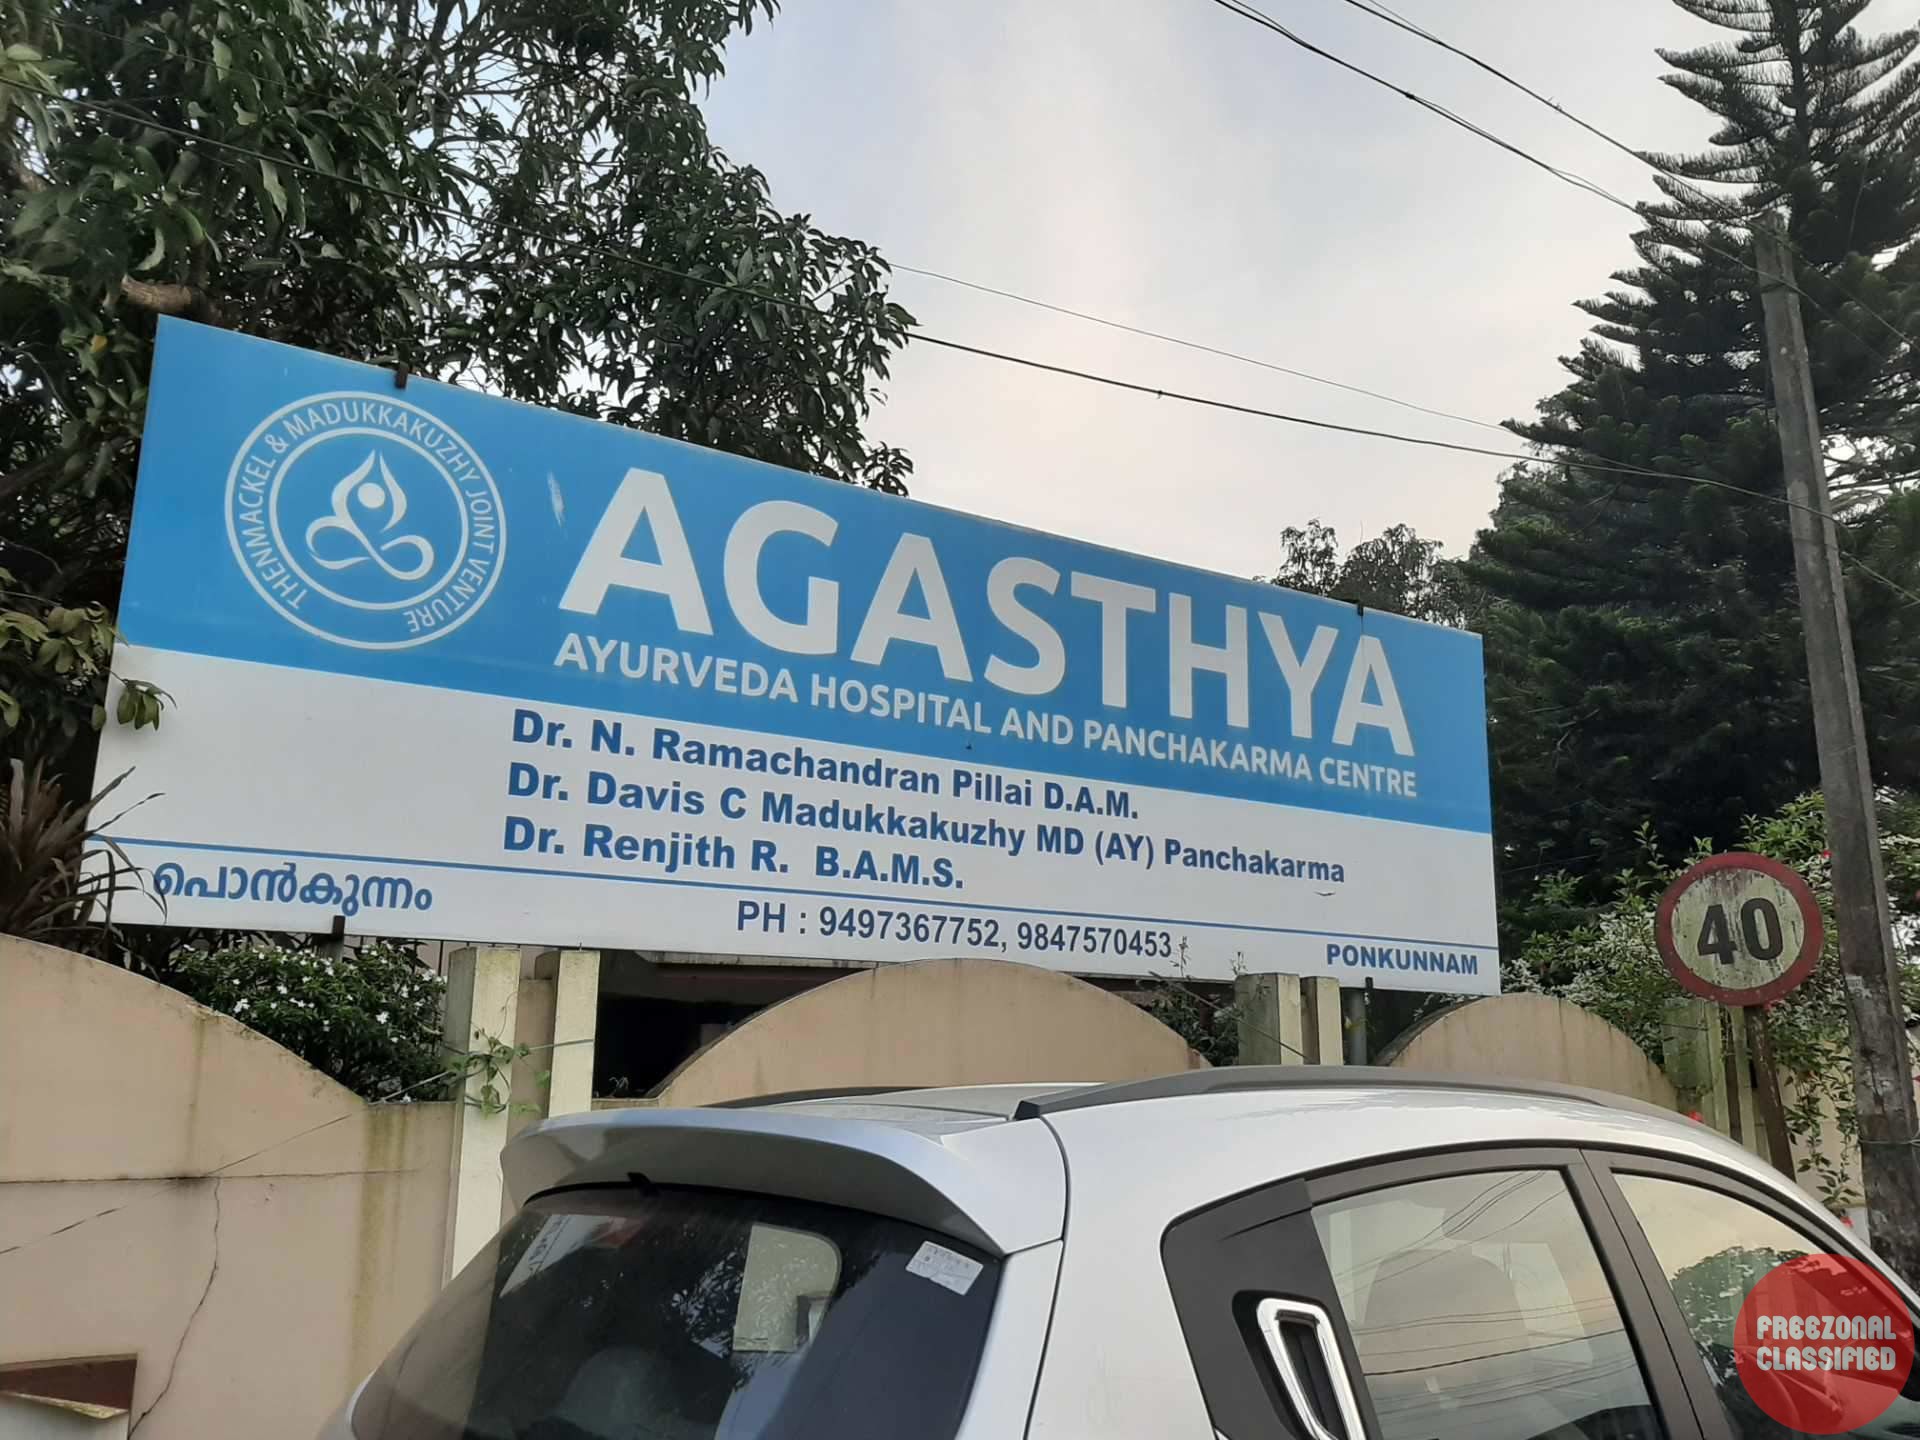 THENMACKEL & MADUKKAKUZHY JOINT VENTURE
AGASTHYA
AYURVEDA HOSPITAL AND PANCHAKARMA CENTRE
Dr. N. Ramachandran Pillai D.A.M.
Dr. Davis C Madukkakuzhy MD (AY) Panchakarma
Dr. Renjith R. B.A.M.S.
പൊൻകുന്നം
PH : 9497367752, 9847570453
PONKUNNAM
40
FREEZONAL
CLASSIFIED